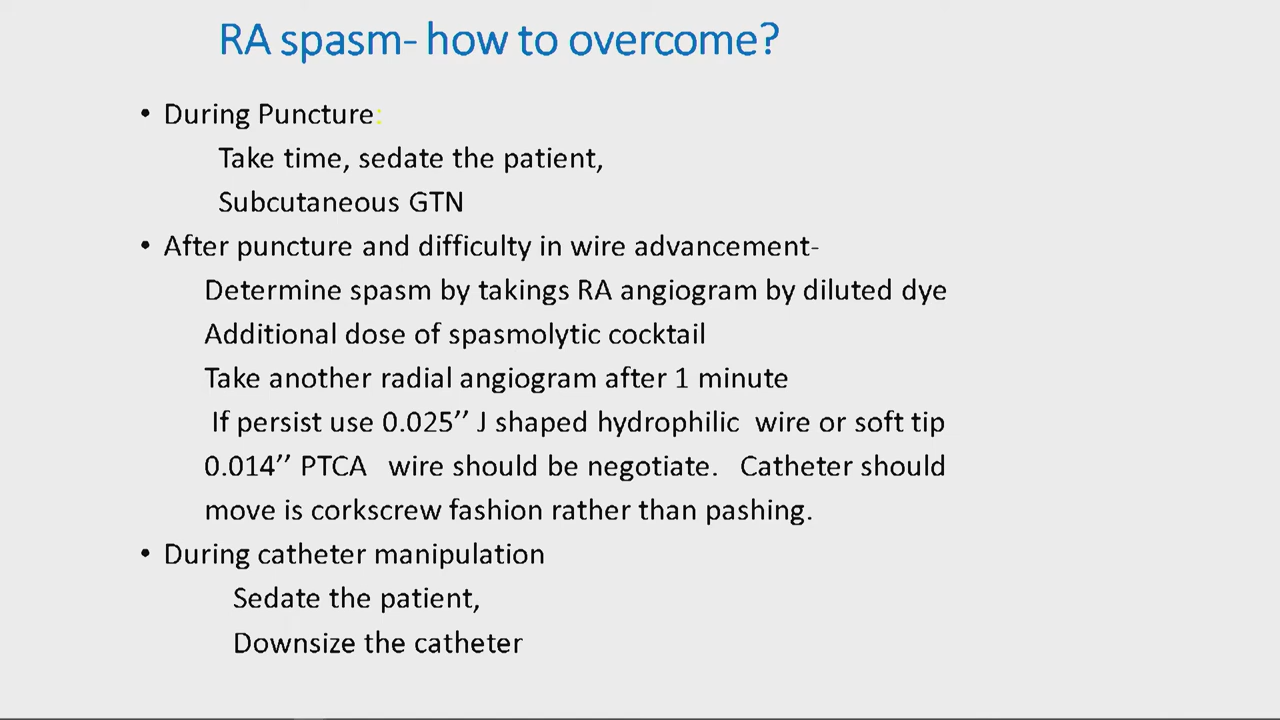 RA spasm- how to overcome?
• During Puncture:
Take time, sedate the patient,
Subcutaneous GTN
• After puncture and difficulty in wire advancement-
Determine spasm by takings RA angiogram by diluted dye
Additional dose of spasmolytic cocktail
Take another radial angiogram after 1 minute
If persist use 0.025’’ J shaped hydrophilic wire or soft tip
0.014’’ PTCA wire should be negotiate. Catheter should
move is corkscrew fashion rather than pashing.
• During catheter manipulation
Sedate the patient,
Downsize the catheter